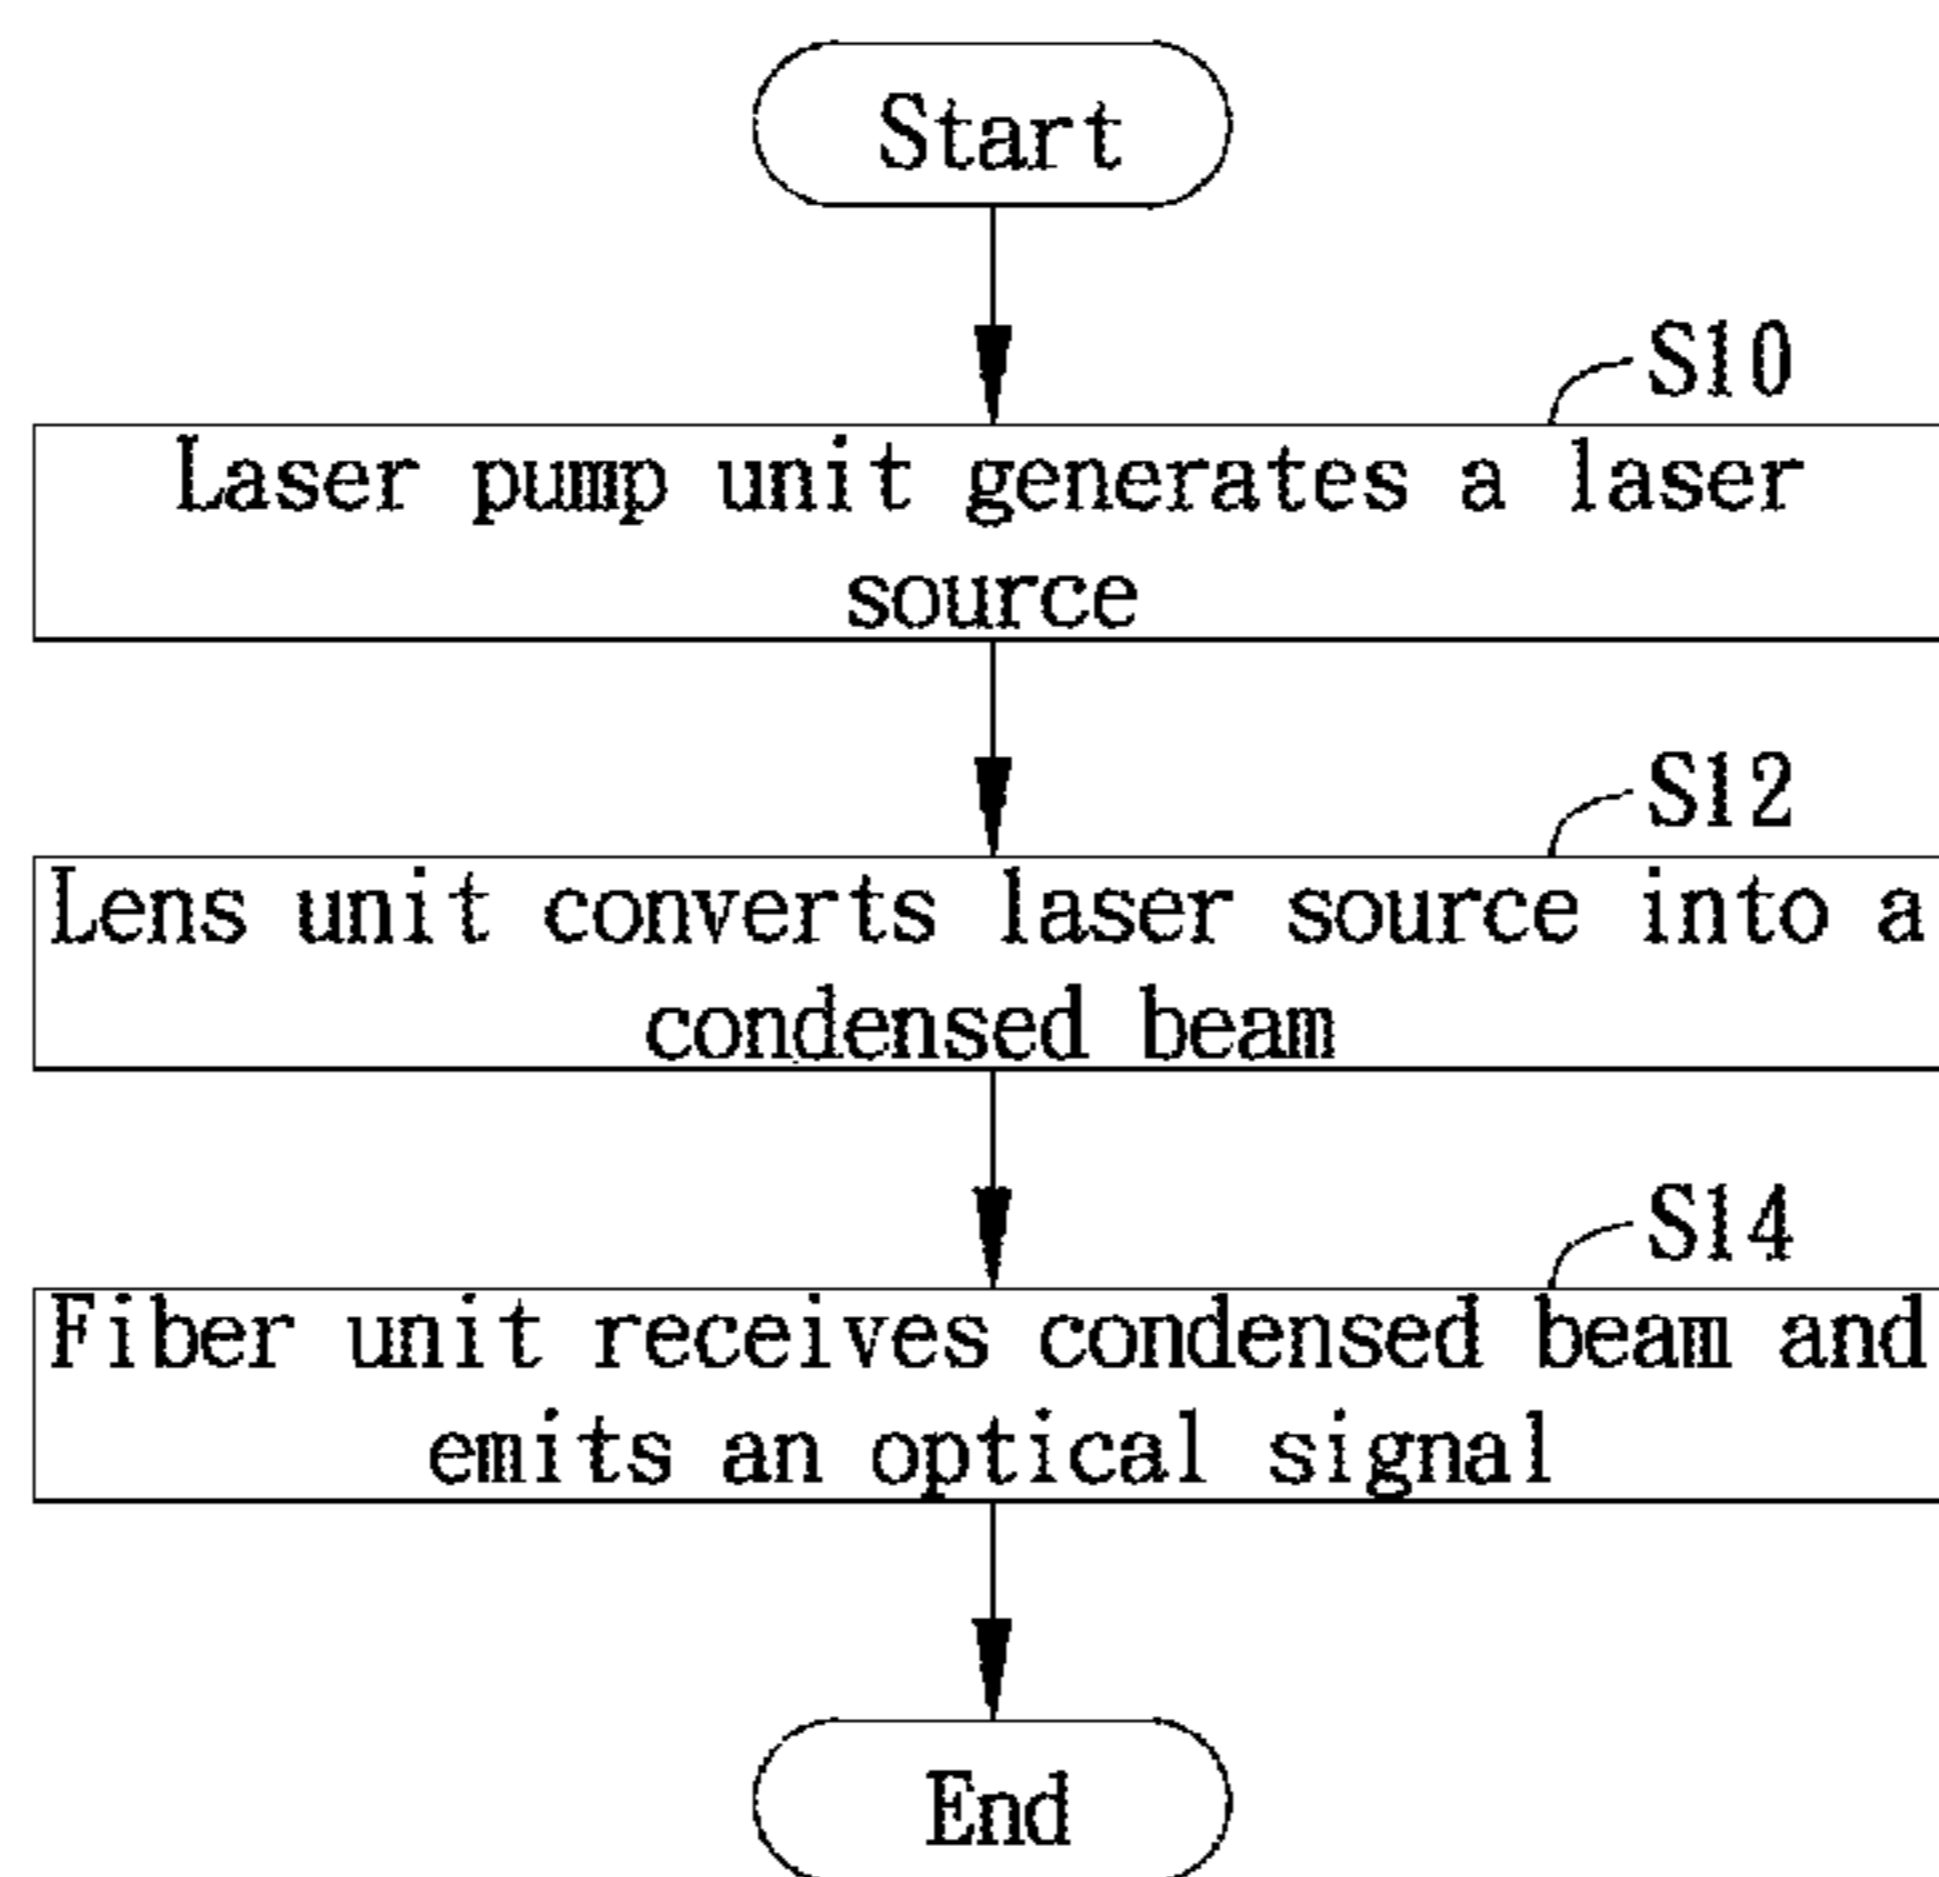 Start
S10
Laser pump unit generates a laser
source
S12
Lens unit converts laser source into a
condensed beam
S14
Fiber unit receives condensed beam and
emits an optical signal
End